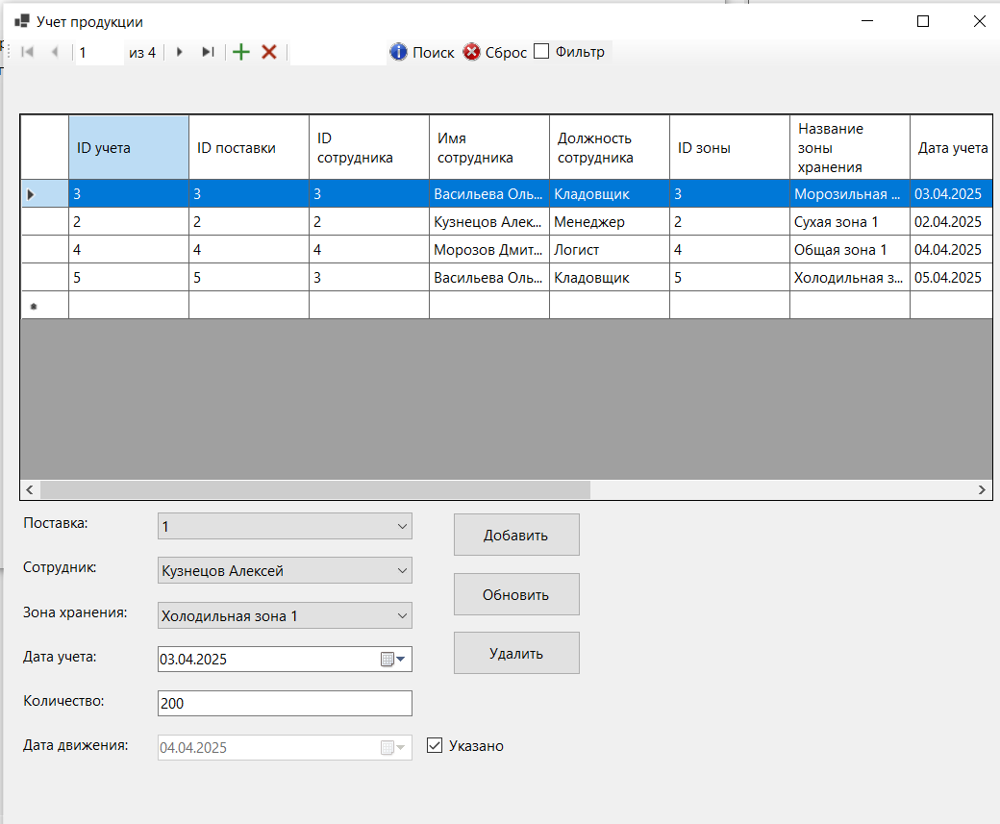 Учет продукции
1 из 4 Поиск Сброс Фильтр
ID учета ID поставки ID сотрудника Имя сотрудника Должность сотрудника ID зоны Название зоны хранения Дата учета
3 3 3 Васильева Оль... Кладовщик 3 Морозильная ... 03.04.2025
2 2 2 Кузнецов Алек... Менеджер 2 Сухая зона 1 02.04.2025
4 4 4 Морозов Дмит... Логист 4 Общая зона 1 04.04.2025
5 5 3 Васильева Оль... Кладовщик 5 Холодильная з... 05.04.2025
Поставка: 1 Добавить
Сотрудник: Кузнецов Алексей
Обновить
Зона хранения: Холодильная зона 1
Дата учета: 03.04.2025 Удалить
Количество: 200
Дата движения: 04.04.2025 Указано